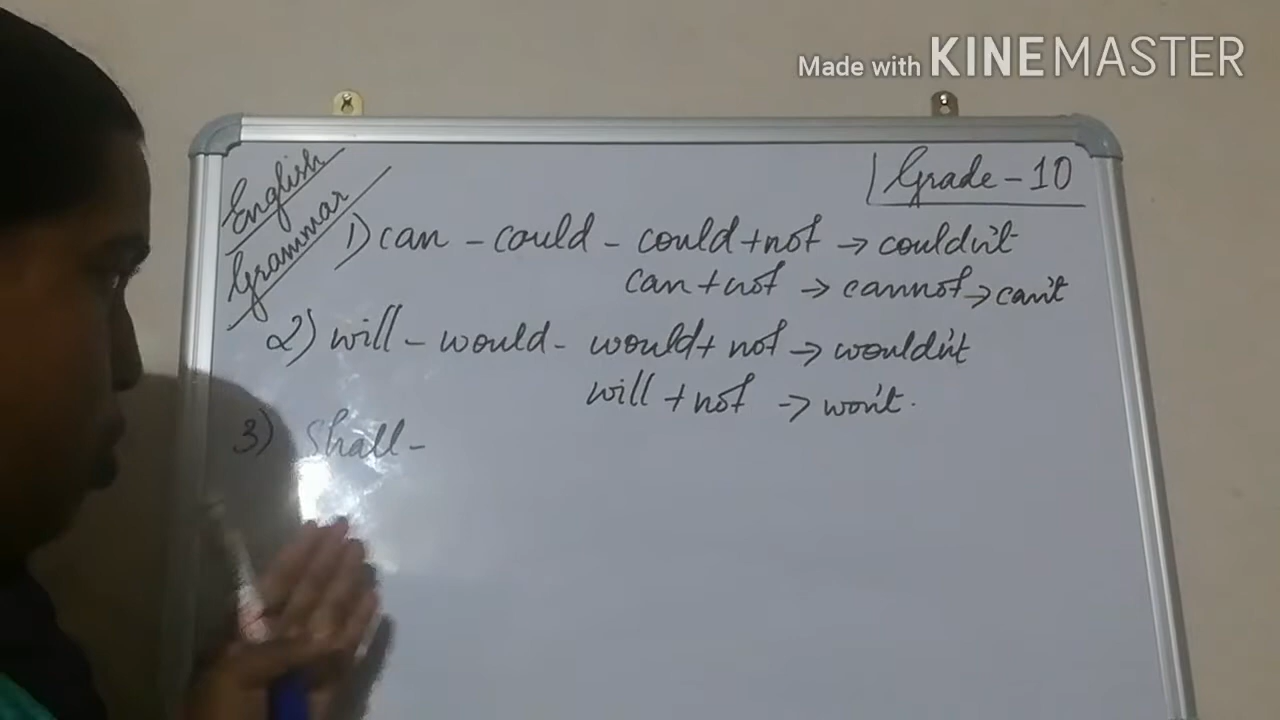 Made with KINEMASTER
English
Grammar
Grade - 10
1) can - could - could + not → couldn't
can + not → cannot → can't
2) will - would - would + not → wouldn't
will + not → won't.
3) Shall -